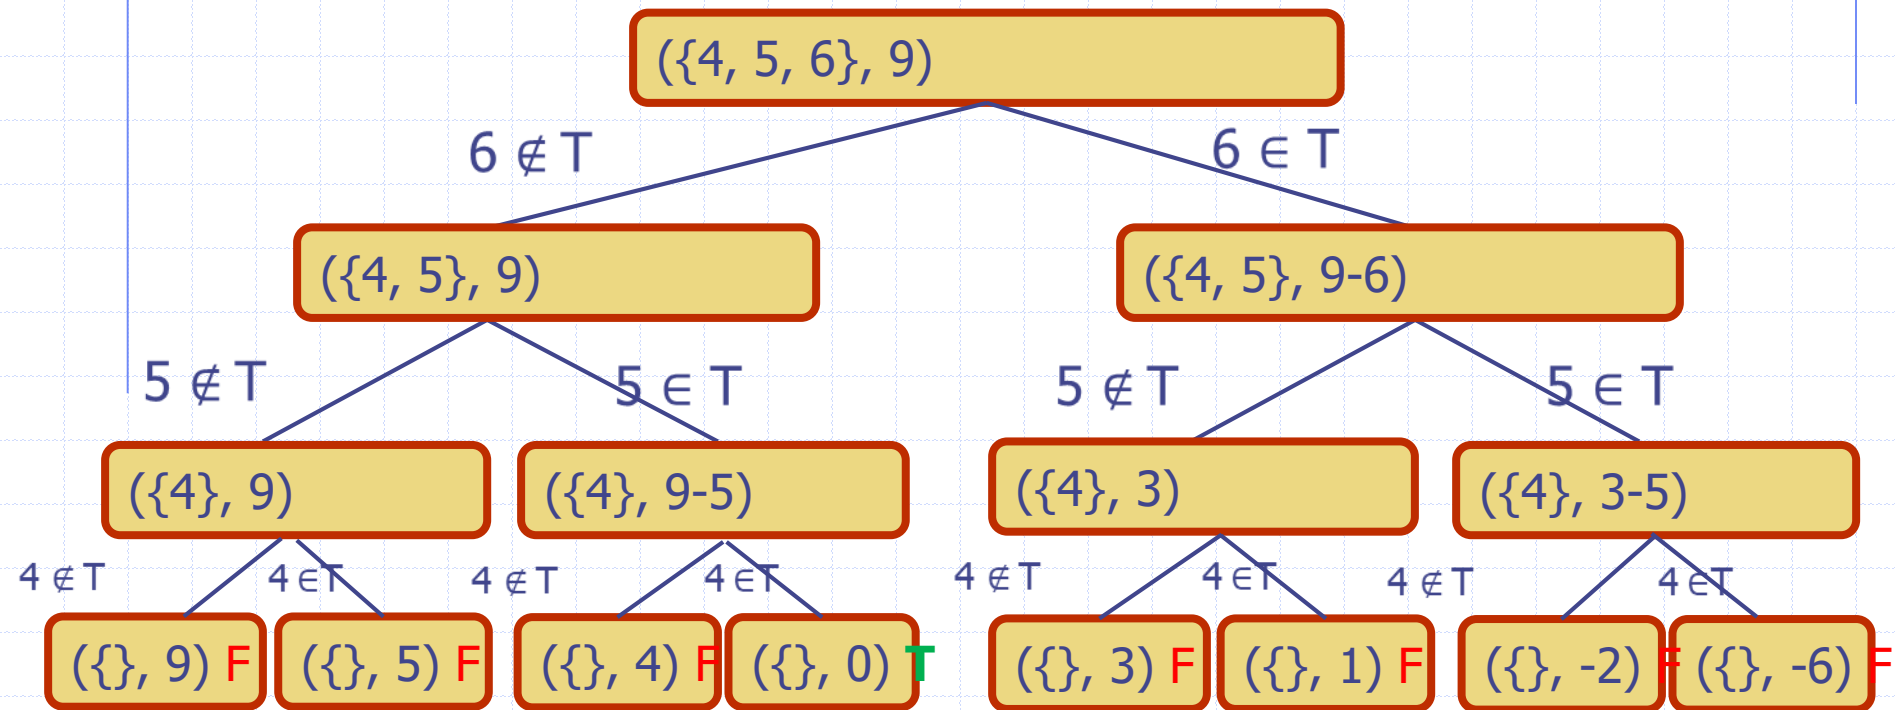 ({4, 5, 6}, 9)
6 ∉ T
6 ∈ T
({4, 5}, 9)
({4, 5}, 9-6)
5 ∉ T
5 ∈ T
5 ∉ T
5 ∈ T
({4}, 9)
({4}, 9-5)
({4}, 3)
({4}, 3-5)
4 ∉ T
4 ∈T
4 ∉ T
4 ∈T
4 ∉ T
4 ∈T
4 ∉ T
4 ∈T
({}, 9) F
({}, 5) F
({}, 4) F
({}, 0) T
({}, 3) F
({}, 1) F
({}, -2) F
({}, -6) F